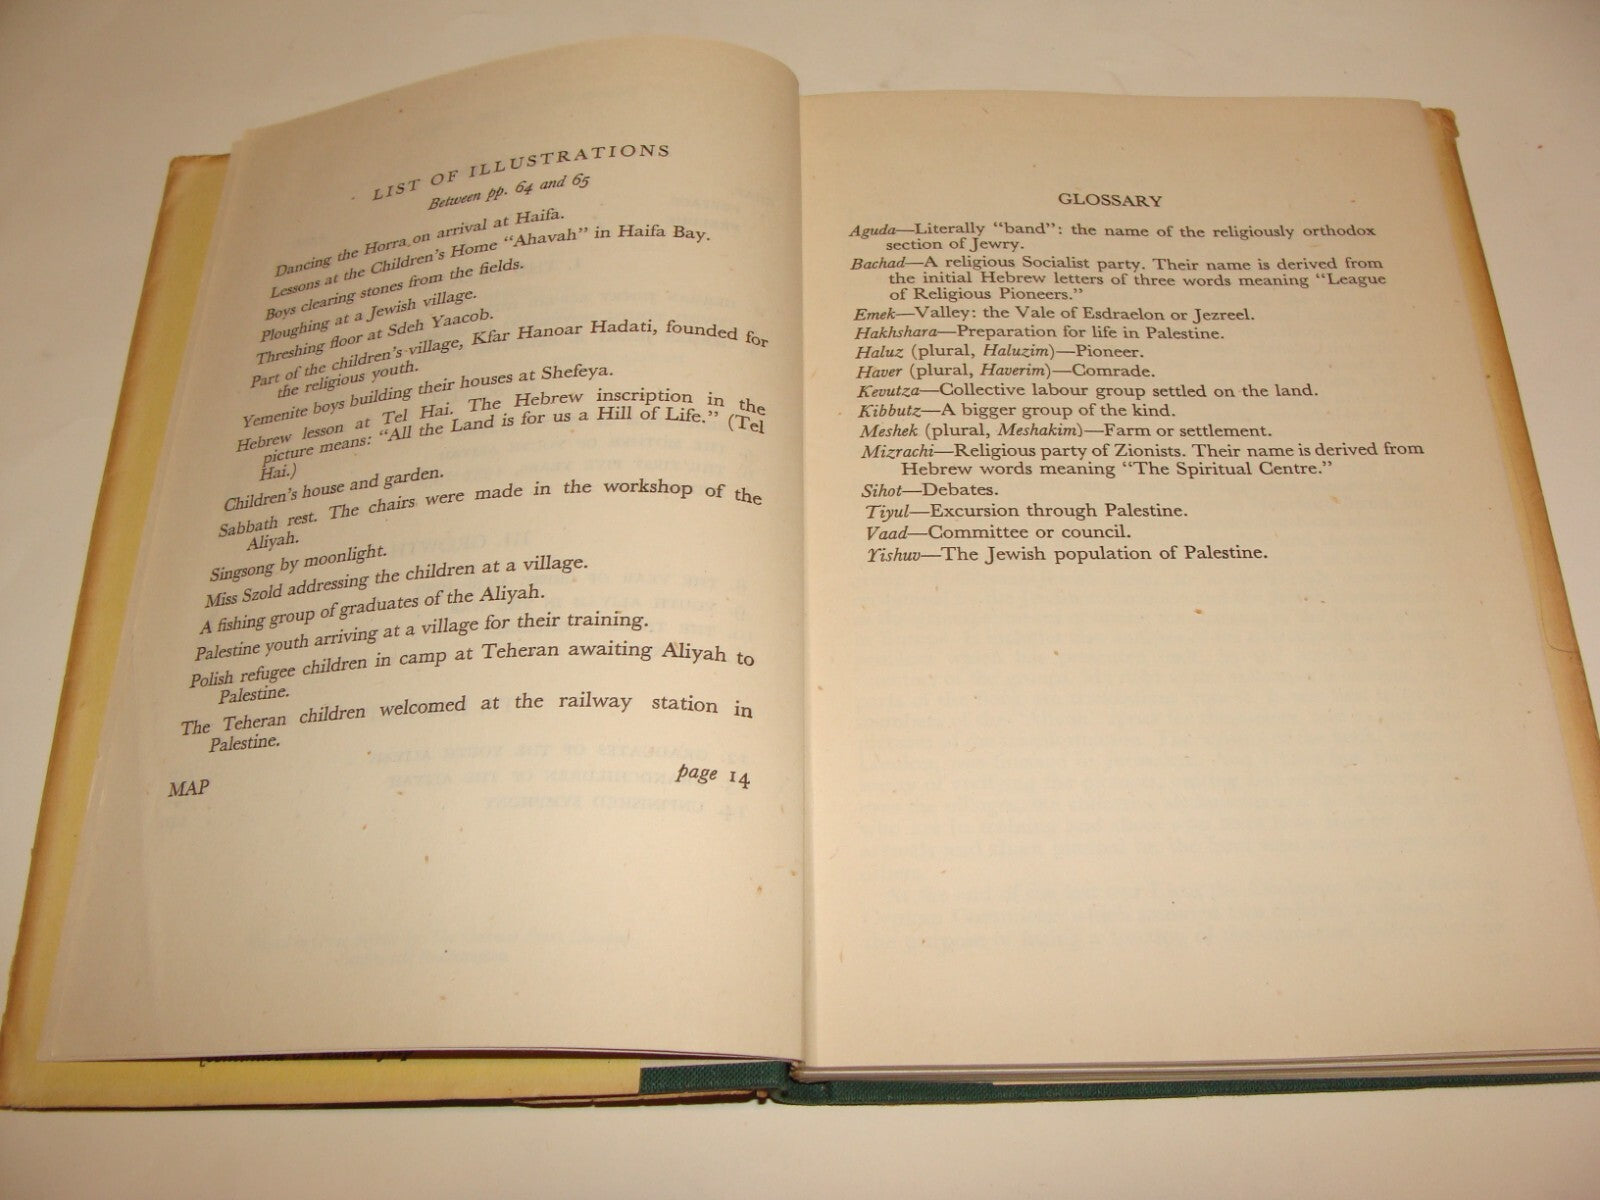 LIST OF ILLUSTRATIONS
Between pp. 64 and 65
Dancing the Horra on arrival at Haifa.
Lessons at the Children's Home "Ahavah" in Haifa Bay.
Boys clearing stones from the fields.
Ploughing at a Jewish village.
Threshing floor at Sdeh Yaacob.
Part of the children's village, Kfar Hanoar Hadati, founded for
the religious youth.
Yemenite boys building their houses at Shefeya.
Hebrew lesson at Tel Hai. The Hebrew inscription in the
picture means: "All the Land is for us a Hill of Life." (Tel
Hai.)
Children's house and garden.
Sabbath rest. The chairs were made in the workshop of the
Aliyah.
Singsong by moonlight.
Miss Szold addressing the children at a village.
A fishing group of graduates of the Aliyah.
Palestine youth arriving at a village for their training.
Polish refugee children in camp at Teheran awaiting Aliyah to
Palestine.
The Teheran children welcomed at the railway station in
Palestine.
MAP page 14
GLOSSARY
Aguda—Literally "band": the name of the religiously orthodox
section of Jewry.
Bachad—A religious Socialist party. Their name is derived from
the initial Hebrew letters of three words meaning "League
of Religious Pioneers."
Emek—Valley: the Vale of Esdraelon or Jezreel.
Hakhshara—Preparation for life in Palestine.
Haluz (plural, Haluzim)—Pioneer.
Haver (plural, Haverim)—Comrade.
Kevutza—Collective labour group settled on the land.
Kibbutz—A bigger group of the kind.
Meshek (plural, Meshakim)—Farm or settlement.
Mizrachi—Religious party of Zionists. Their name is derived from
Hebrew words meaning "The Spiritual Centre."
Sihot—Debates.
Tiyul—Excursion through Palestine.
Vaad—Committee or council.
Yishuv—The Jewish population of Palestine.